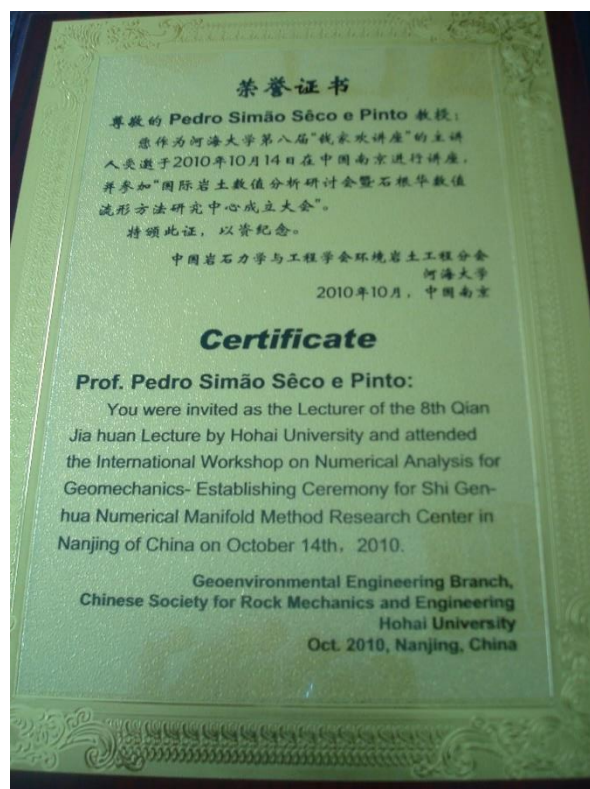 荣誉证书
尊敬的 Pedro Simão Sêco e Pinto 教授：
您作为河海大学第八届"钱家欢讲座"的主讲
人受邀于2010年10月14日在中国南京进行讲座，
并参加"国际岩土数值分析研讨会暨石根华数值
流形方法研究中心成立大会"。
特颁此证，以资纪念。
中国岩石力学与工程学会环境岩土工程分会
河海大学
2010年10月，中国南京
Certificate
Prof. Pedro Simão Sêco e Pinto:
You were invited as the Lecturer of the 8th Qian
Jia huan Lecture by Hohai University and attended
the International Workshop on Numerical Analysis for
Geomechanics- Establishing Ceremony for Shi Gen-
hua Numerical Manifold Method Research Center in
Nanjing of China on October 14th，2010.
Geoenvironmental Engineering Branch,
Chinese Society for Rock Mechanics and Engineering
Hohai University
Oct. 2010, Nanjing, China